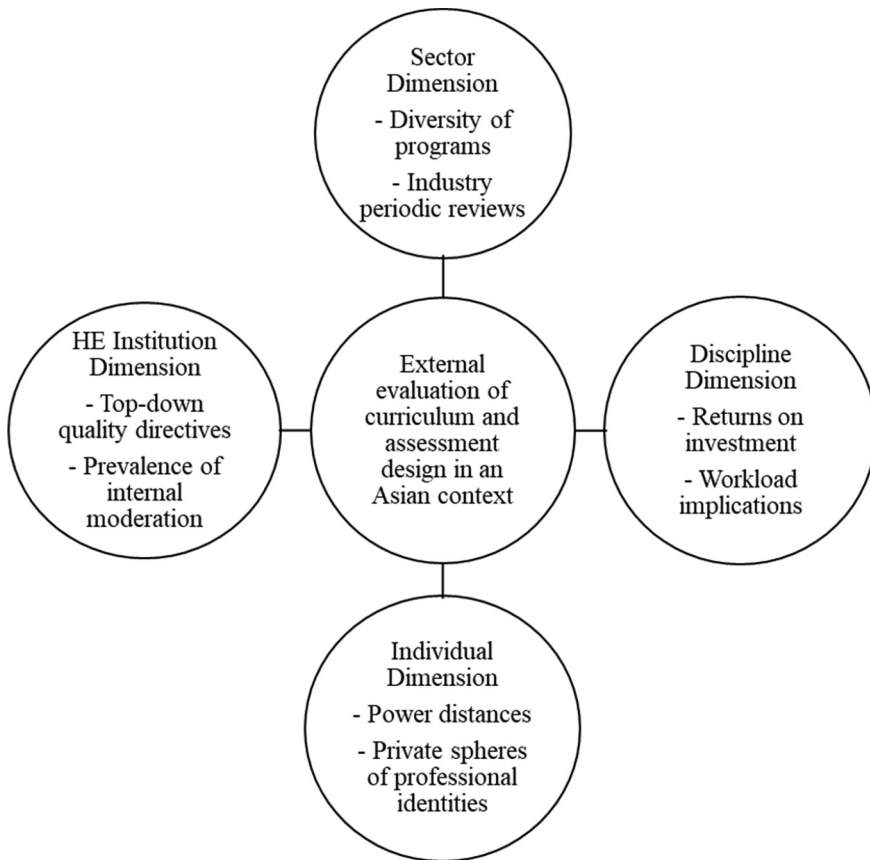 Sector
Dimension
- Diversity of
programs
- Industry
periodic reviews
HE Institution
Dimension
- Top-down
quality directives
- Prevalence of
internal
moderation
External
evaluation of
curriculum and
assessment
design in an
Asian context
Discipline
Dimension
- Returns on
investment
- Workload
implications
Individual
Dimension
- Power distances
- Private spheres
of professional
identities